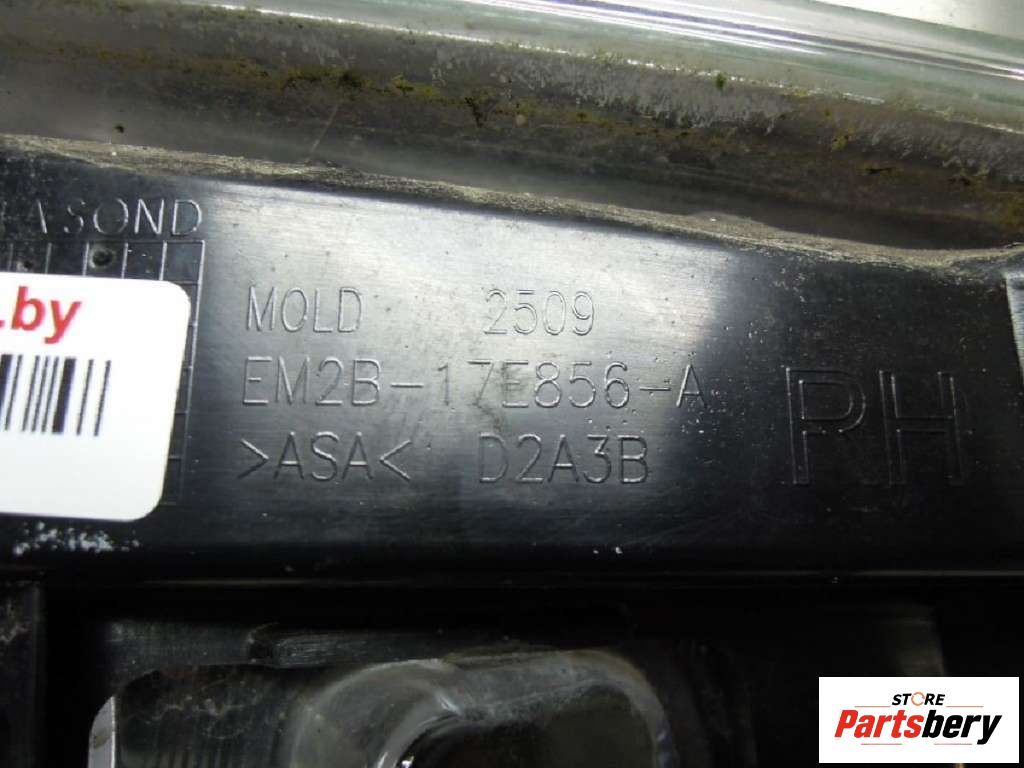 ASOND
.by
MOLD 2509
EM2B-17E856-A
>ASA< D2A3B
RH
STORE
Partsbery